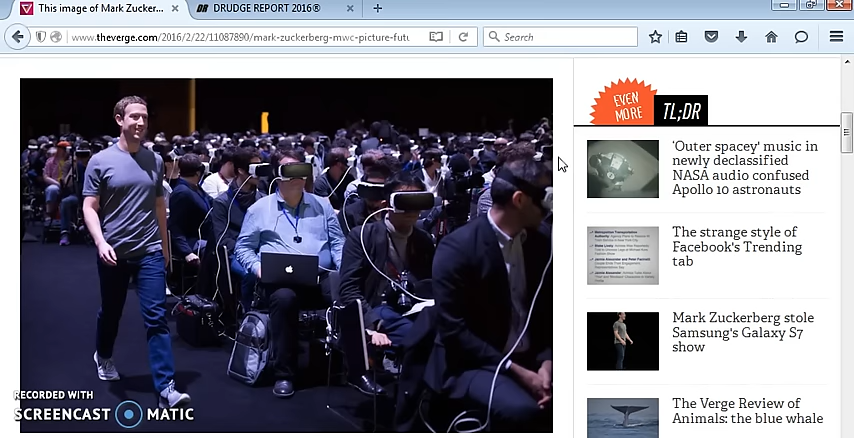 This image of Mark Zucker...
DRUDGE REPORT 2016®
www.theverge.com/2016/2/22/11087890/mark-zuckerberg-mwc-picture-futu
Search
EVEN
MORE
TL;DR
'Outer spacey' music in
newly declassified
NASA audio confused
Apollo 10 astronauts
The strange style of
Facebook's Trending
tab
Mark Zuckerberg stole
Samsung's Galaxy S7
show
The Verge Review of
Animals: the blue whale
RECORDED WITH
SCREENCAST MATIC